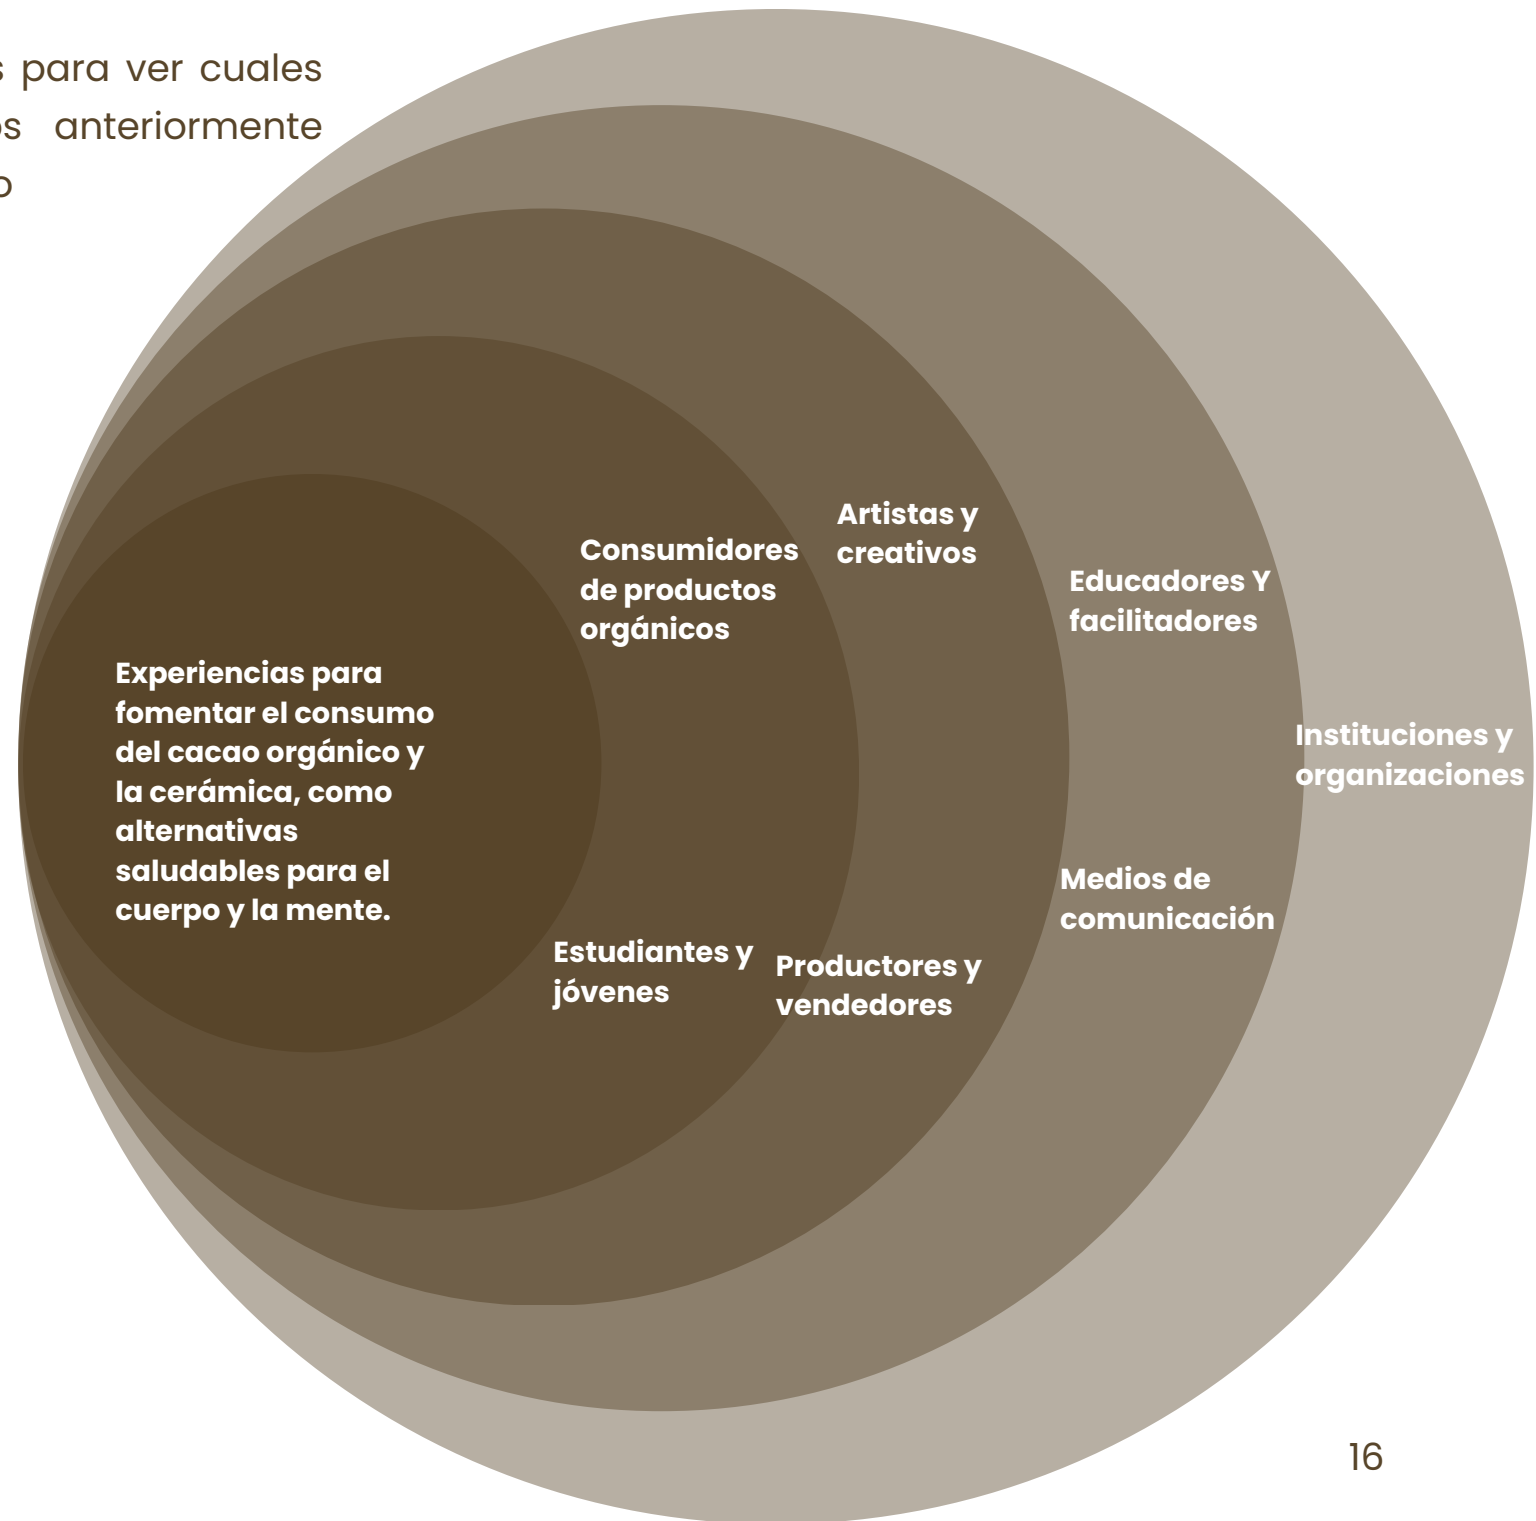 para ver cuales
anteriormente
Artistas y
creativos
Consumidores
de productos
orgánicos
Educadores Y
facilitadores
Experiencias para
fomentar el consumo
del cacao orgánico y
la cerámica, como
alternativas
saludables para el
cuerpo y la mente.
Instituciones y
organizaciones
Medios de
comunicación
Estudiantes y
jóvenes
Productores y
vendedores
16